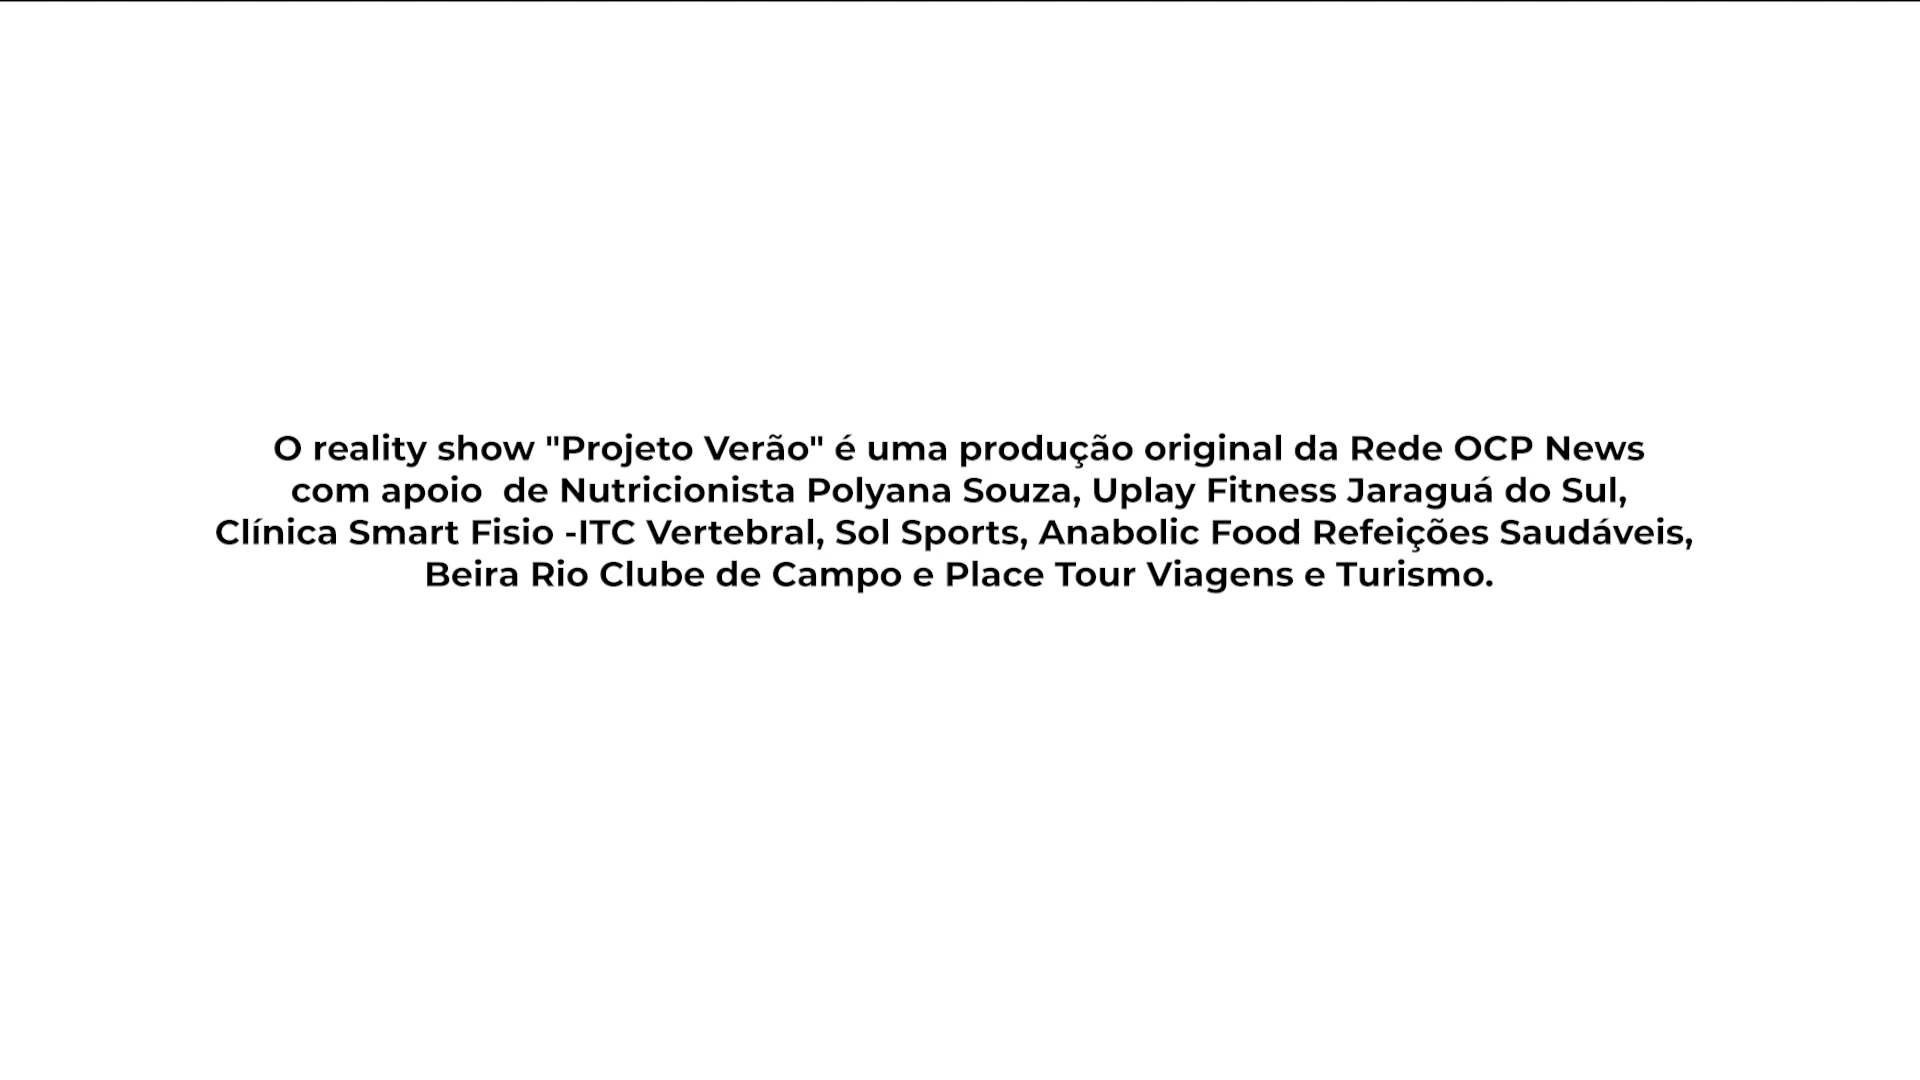 O reality show "Projeto Verão" é uma produção original da Rede OCP News
com apoio  de Nutricionista Polyana Souza, Uplay Fitness Jaraguá do Sul,
Clínica Smart Fisio -ITC Vertebral, Sol Sports, Anabolic Food Refeições Saudáveis,
Beira Rio Clube de Campo e Place Tour Viagens e Turismo.